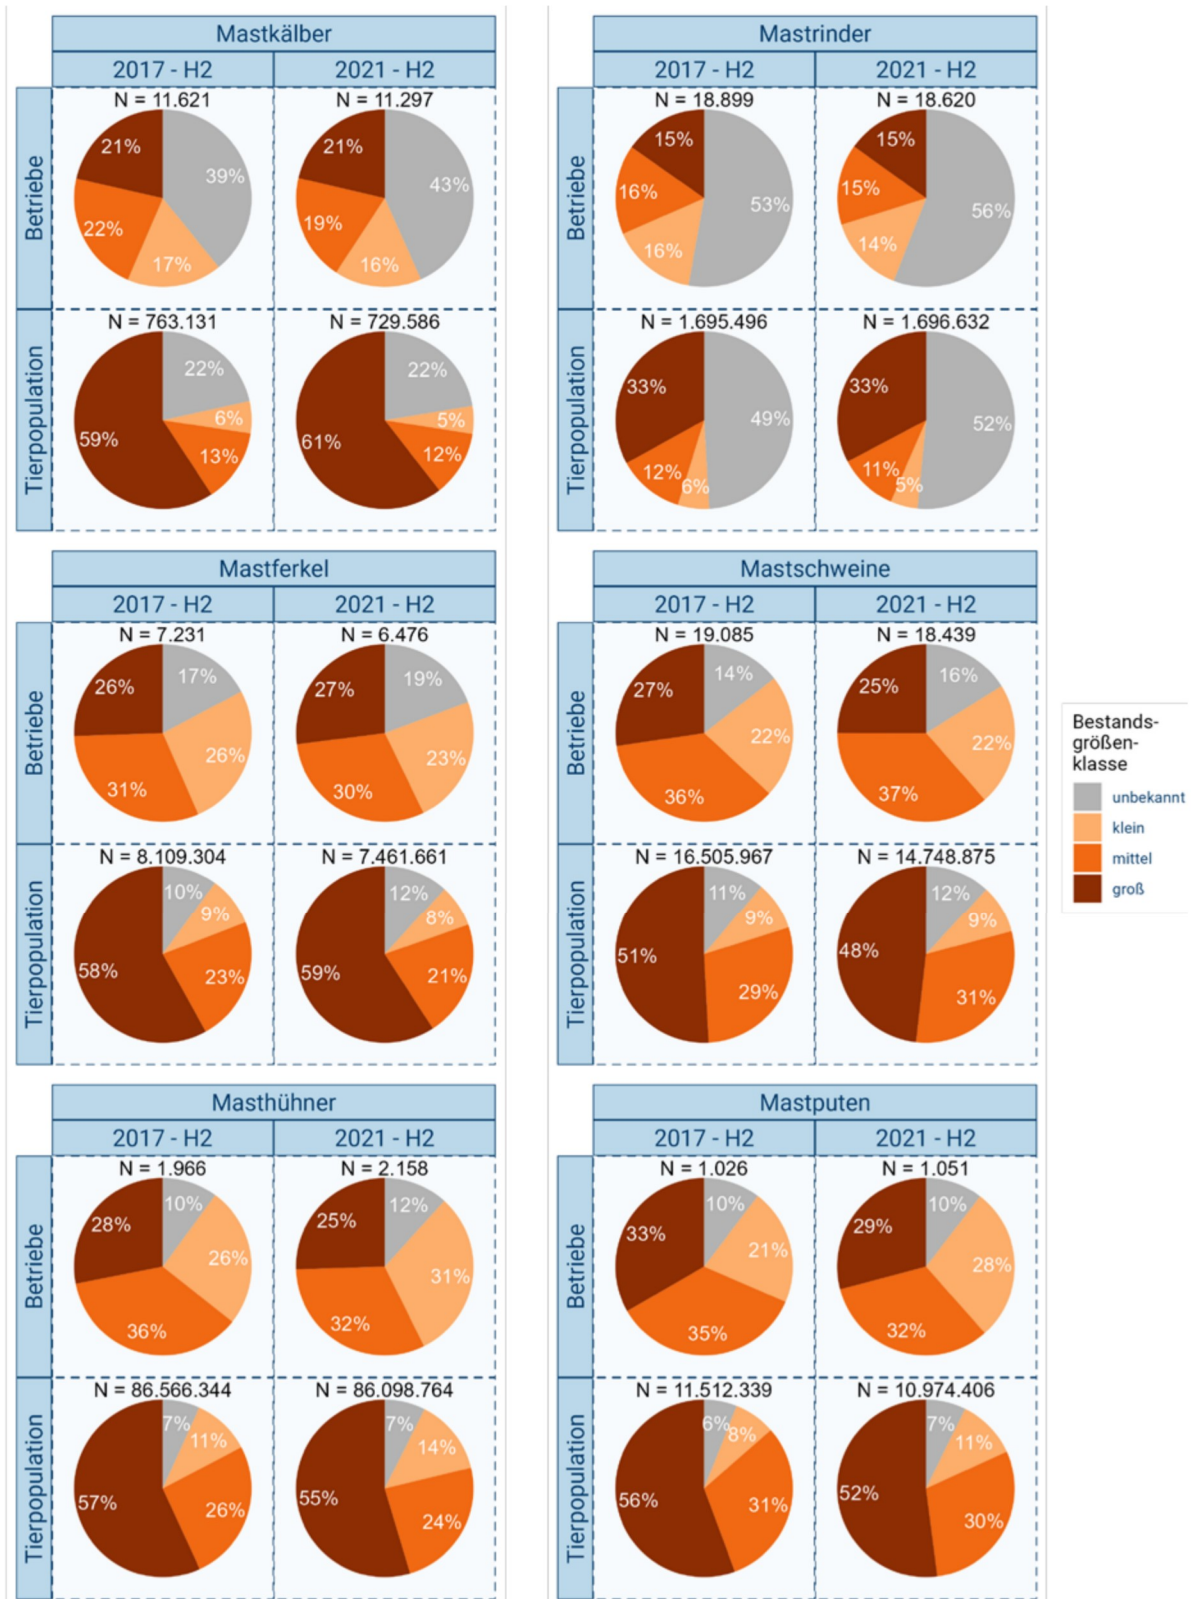 Mastkälber
2017 - H2
2021 - H2
Betriebe
N = 11.621
21%
39%
22%
17%
N = 11.297
21%
43%
19%
16%
Tierpopulation
N = 763.131
22%
6%
59%
13%
N = 729.586
22%
5%
61%
12%
Mastrinder
2017 - H2
2021 - H2
Betriebe
N = 18.899
15%
16%
53%
16%
N = 18.620
15%
15%
56%
14%
Tierpopulation
N = 1.695.496
33%
49%
12%
6%
N = 1.696.632
33%
52%
11%
5%
Mastferkel
2017 - H2
2021 - H2
Betriebe
N = 7.231
26%
17%
26%
31%
N = 6.476
27%
19%
23%
30%
Tierpopulation
N = 8.109.304
10%
9%
58%
23%
N = 7.461.661
12%
8%
59%
21%
Mastschweine
2017 - H2
2021 - H2
Betriebe
N = 19.085
14%
27%
22%
36%
N = 18.439
16%
25%
22%
37%
Tierpopulation
N = 16.505.967
11%
9%
51%
29%
N = 14.748.875
12%
9%
48%
31%
Bestands-
größen-
klasse
unbekannt
klein
mittel
groß
Masthühner
2017 - H2
2021 - H2
Betriebe
N = 1.966
10%
28%
26%
36%
N = 2.158
12%
25%
31%
32%
Tierpopulation
N = 86.566.344
7%
11%
57%
26%
N = 86.098.764
7%
14%
55%
24%
Mastputen
2017 - H2
2021 - H2
Betriebe
N = 1.026
10%
33%
21%
35%
N = 1.051
10%
29%
28%
32%
Tierpopulation
N = 11.512.339
6%
8%
56%
31%
N = 10.974.406
7%
11%
52%
30%